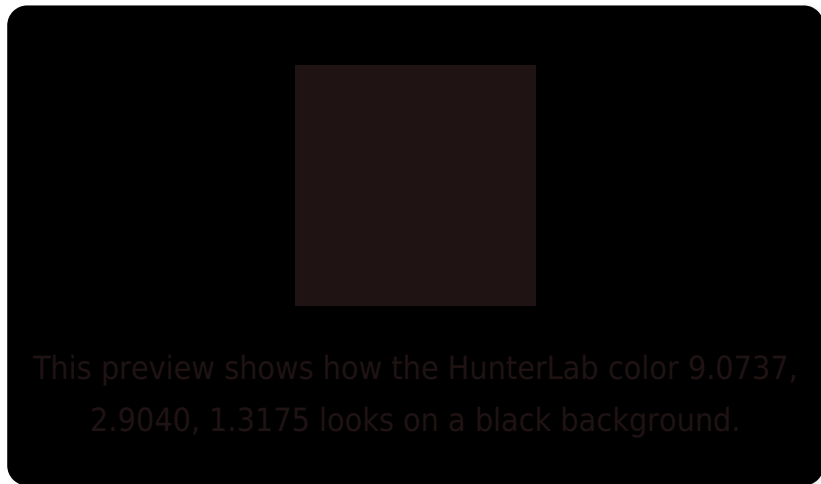 This preview shows how the HunterLab color 9.0737,
2.9040, 1.3175 looks on a black background.